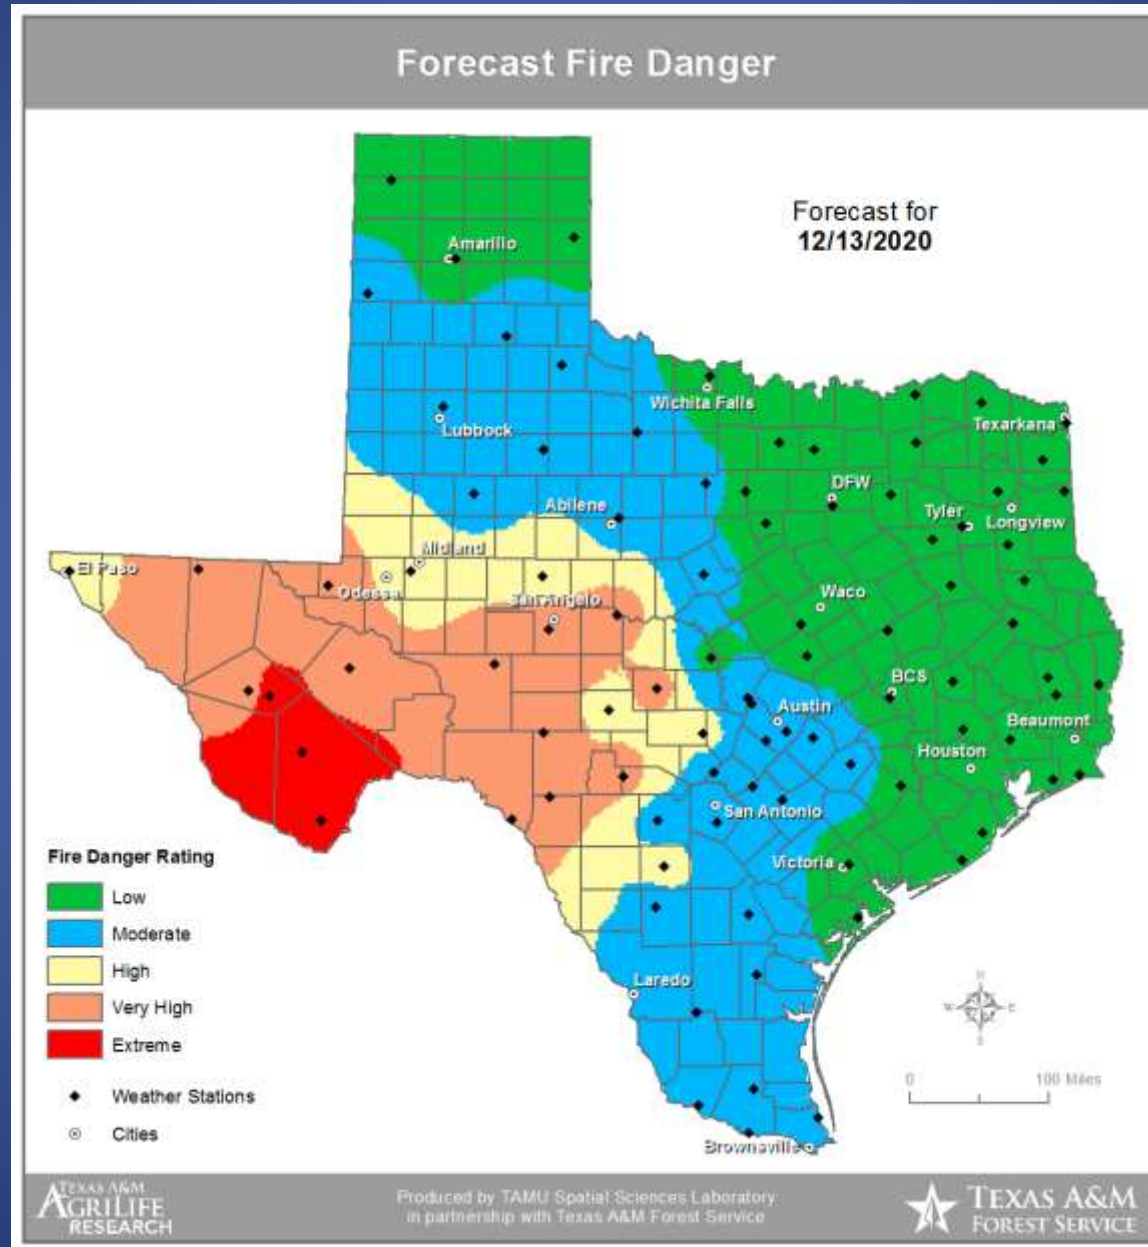 Forecast Fire Danger
Forecast for
12/13/2020
Amarillo
Wichita Falls
Lubbock
Texarkana
DFW
Abilene
Tyler
Longview
Midland
El Paso
Odessa
San Angelo
Waco
BCS
Austin
Beaumont
Houston
San Antonio
Victoria
Laredo
Brownsville
Fire Danger Rating
Low
Moderate
High
Very High
Extreme
Weather Stations
Cities
N
W E
S
0 100 Miles
TEXAS A&M
AGRILIFE
RESEARCH
Produced by TAMU Spatial Sciences Laboratory
in partnership with Texas A&M Forest Service
TEXAS A&M
FOREST SERVICE